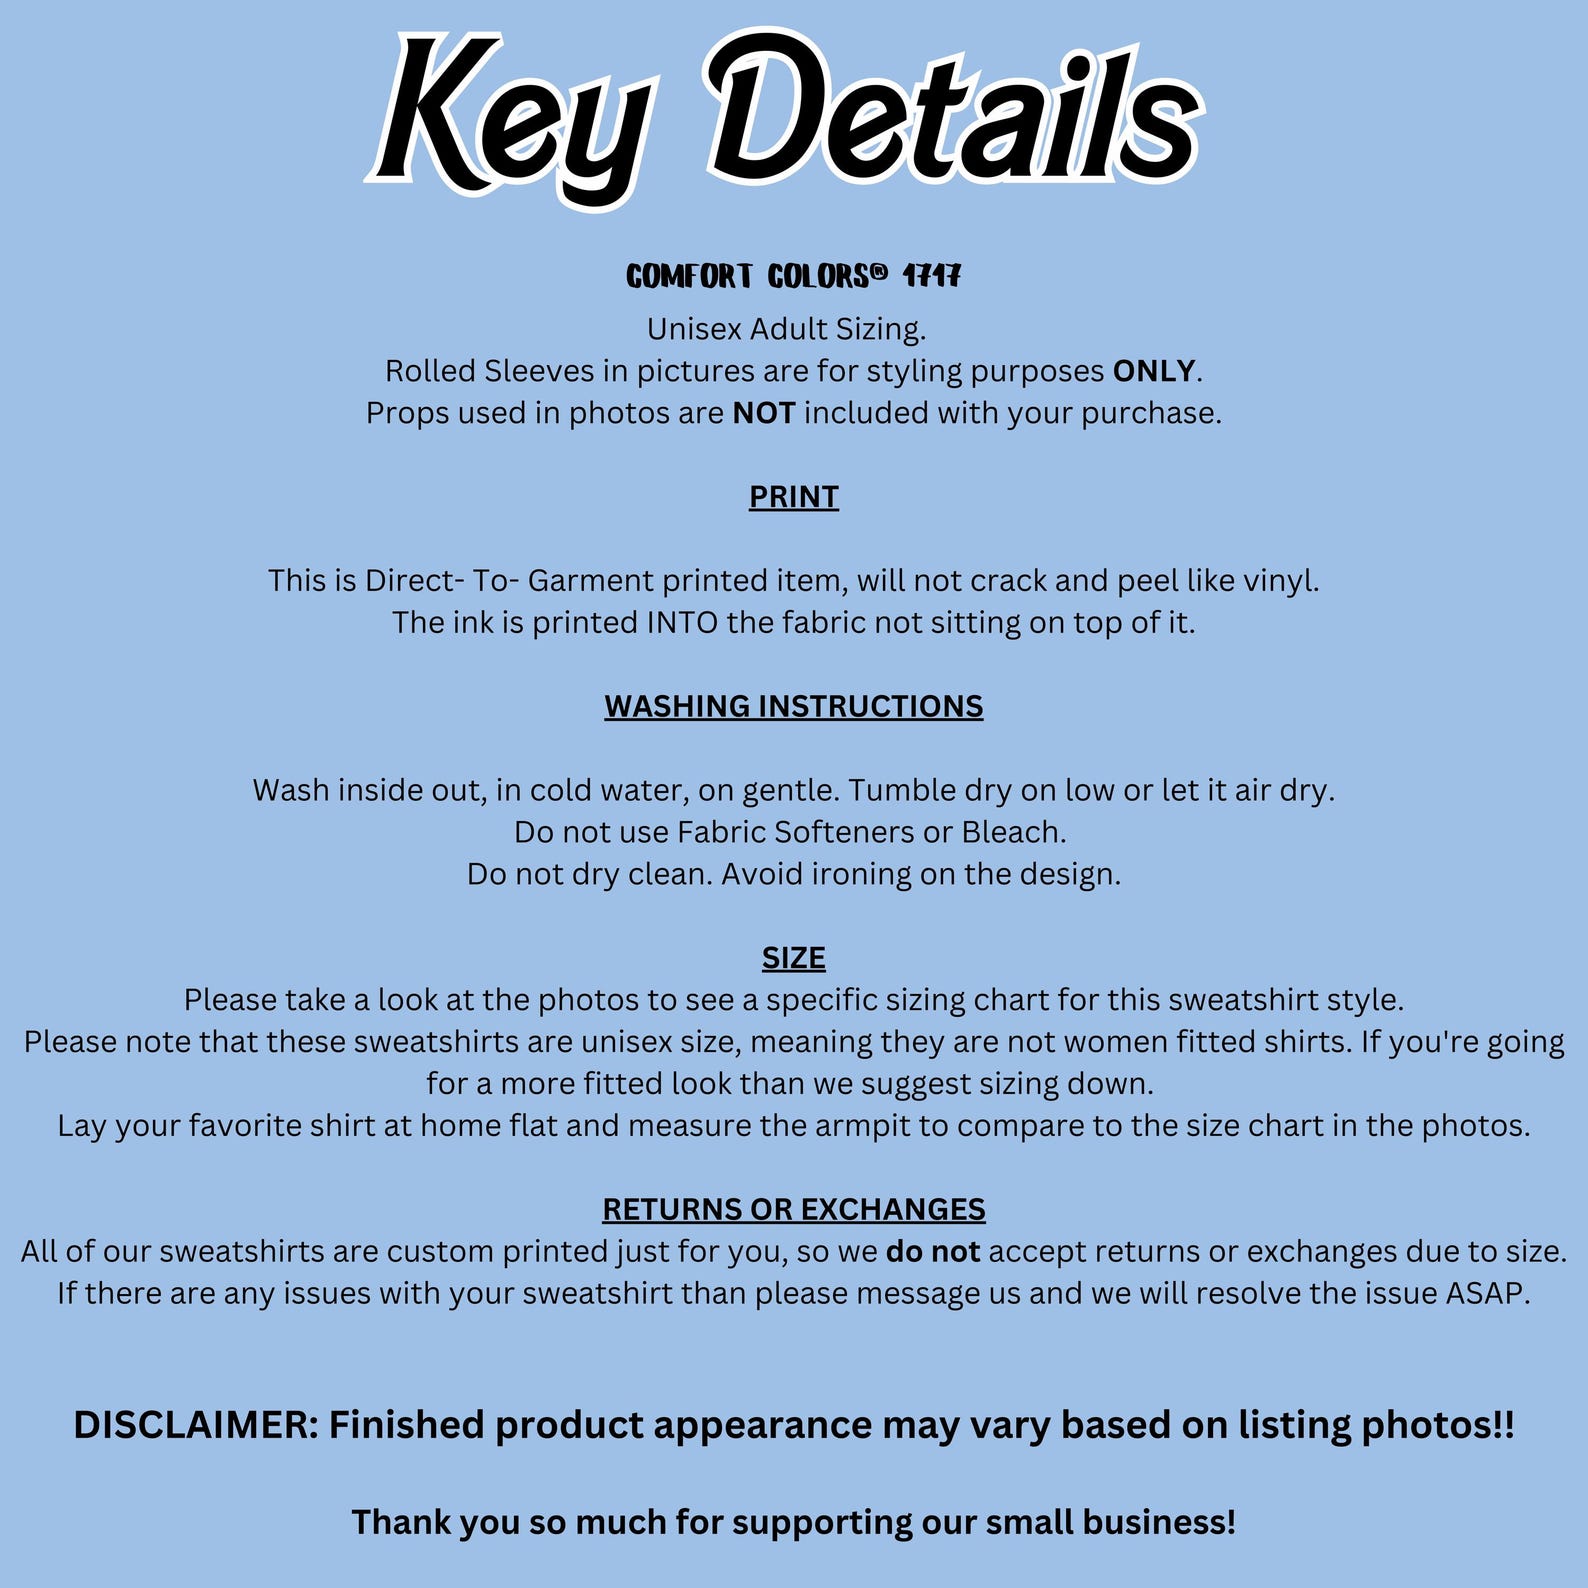 Key Details
COMFORT COLORS® 1717
Unisex Adult Sizing.
Rolled Sleeves in pictures are for styling purposes ONLY.
Props used in photos are NOT included with your purchase.
PRINT
This is Direct- To- Garment printed item, will not crack and peel like vinyl.
The ink is printed INTO the fabric not sitting on top of it.
WASHING INSTRUCTIONS
Wash inside out, in cold water, on gentle. Tumble dry on low or let it air dry.
Do not use Fabric Softeners or Bleach.
Do not dry clean. Avoid ironing on the design.
SIZE
Please take a look at the photos to see a specific sizing chart for this sweatshirt style.
Please note that these sweatshirts are unisex size, meaning they are not women fitted shirts. If you're going
for a more fitted look than we suggest sizing down.
Lay your favorite shirt at home flat and measure the armpit to compare to the size chart in the photos.
RETURNS OR EXCHANGES
All of our sweatshirts are custom printed just for you, so we do not accept returns or exchanges due to size.
If there are any issues with your sweatshirt than please message us and we will resolve the issue ASAP.
DISCLAIMER: Finished product appearance may vary based on listing photos!!
Thank you so much for supporting our small business!